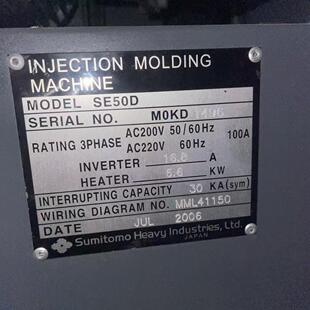 INJECTION MOLDING
MACHINE
MODEL SE50D
SERIAL NO. M0KD
RATING 3PHASE AC200V 50/60Hz 100A
AC220V 60Hz
INVERTER A
HEATER KW
INTERRUPTING CAPACITY 30 KA(sym)
WIRING DIAGRAM NO. MML41150
DATE JUL 2006
Sumitomo Heavy Industries, Ltd.
JAPAN